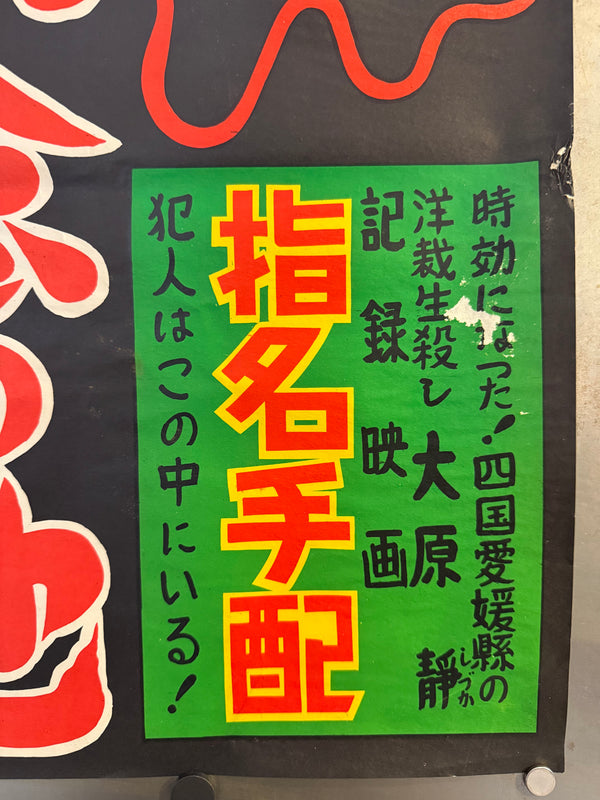 時効になった!四国愛媛縣の
洋裁生殺し大原靜
しづか
記録映画
指名手配
犯人はこの中にいる!